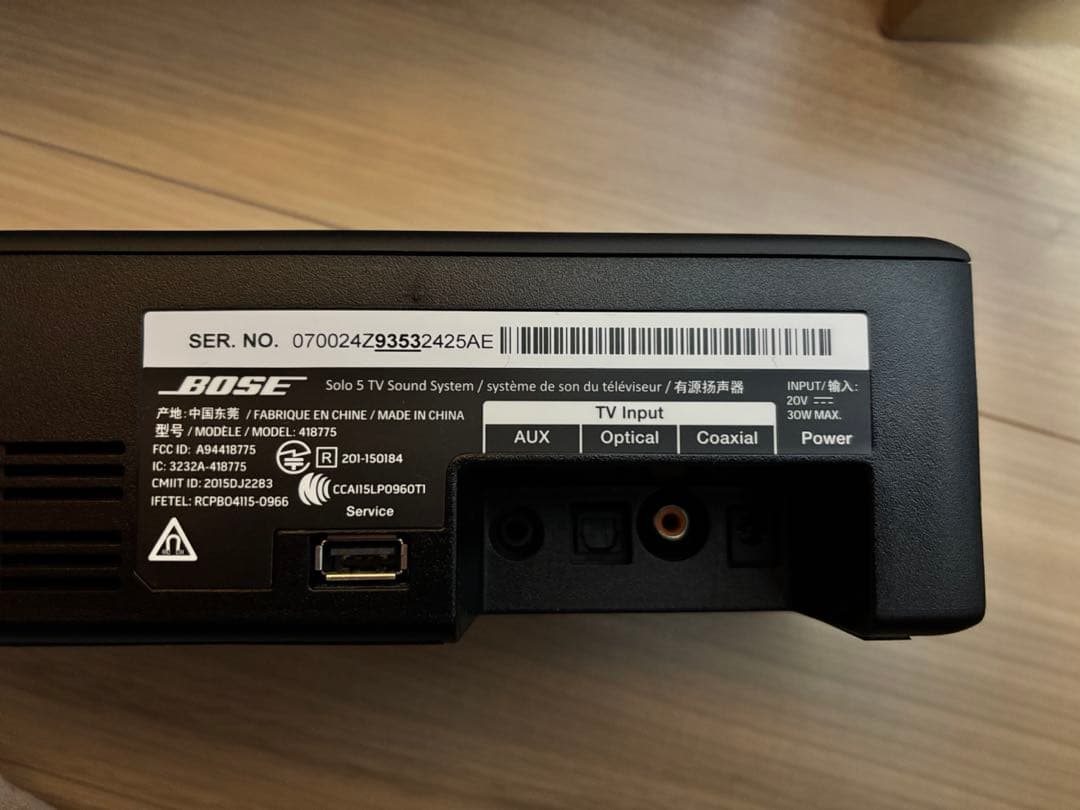 SER. NO. 070024Z93532425AE
BOSE Solo 5 TV Sound System / système de son du téléviseur / 有源扬声器
产地: 中国东莞 / FABRIQUE EN CHINE / MADE IN CHINA
型号 / MODÈLE / MODEL: 418775
FCC ID: A94418775
IC: 3232A-418775
CMIIT ID: 2015DJ2283
IFETEL: RCPBO4115-0966
R 201-150184
CCAI15LP0960T1
Service
TV Input
AUX Optical Coaxial
INPUT/ 输入:
20V
30W MAX.
Power